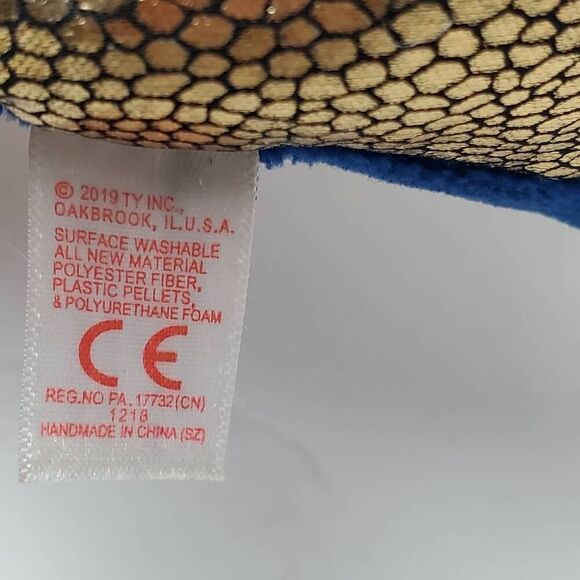 © 2019 TY INC.,
OAKBROOK, IL. U.S.A.
SURFACE WASHABLE
ALL NEW MATERIAL
POLYESTER FIBER,
PLASTIC PELLETS,
& POLYURETHANE FOAM
CE
REG.NO PA. 17732(CN)
1218
HANDMADE IN CHINA (SZ)